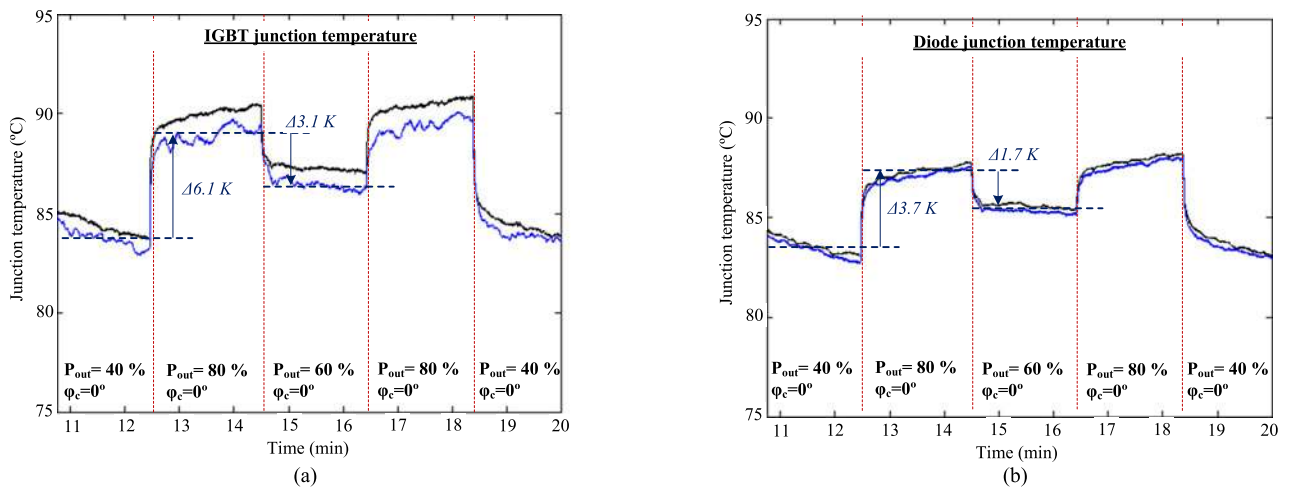 IGBT junction temperature
Junction temperature (ºC)
95
90
85
80
75
Δ6.1 K
Δ3.1 K
Pout= 40 %
φc=0º
Pout= 80 %
φc=0º
Pout= 60 %
φc=0º
Pout= 80 %
φc=0º
Pout= 40 %
φc=0º
11 12 13 14 15 16 17 18 19 20
Time (min)
(a)
Diode junction temperature
Junction temperature (ºC)
95
90
85
80
75
Δ3.7 K
Δ1.7 K
Pout= 40 %
φc=0º
Pout= 80 %
φc=0º
Pout= 60 %
φc=0º
Pout= 80 %
φc=0º
Pout= 40 %
φc=0º
11 12 13 14 15 16 17 18 19 20
Time (min)
(b)